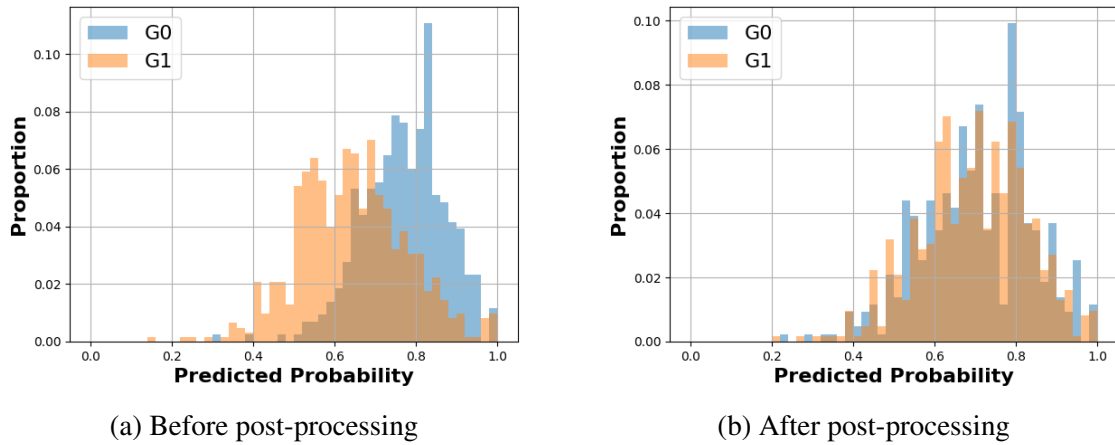 G0
G1
0.10
0.08
0.06
0.04
0.02
0.00
Proportion
0.0 0.2 0.4 0.6 0.8 1.0
Predicted Probability
(a) Before post-processing
G0
G1
0.10
0.08
0.06
0.04
0.02
0.00
Proportion
0.0 0.2 0.4 0.6 0.8 1.0
Predicted Probability
(b) After post-processing